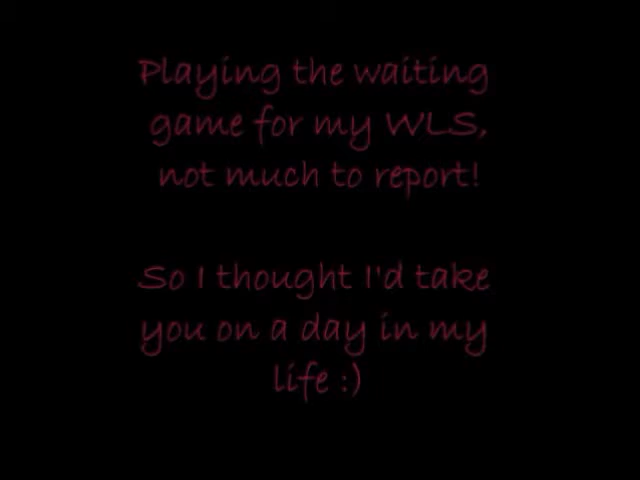 Playing the waiting
game for my WLS,
not much to report!
So I thought I'd take
you on a day in my
life :)